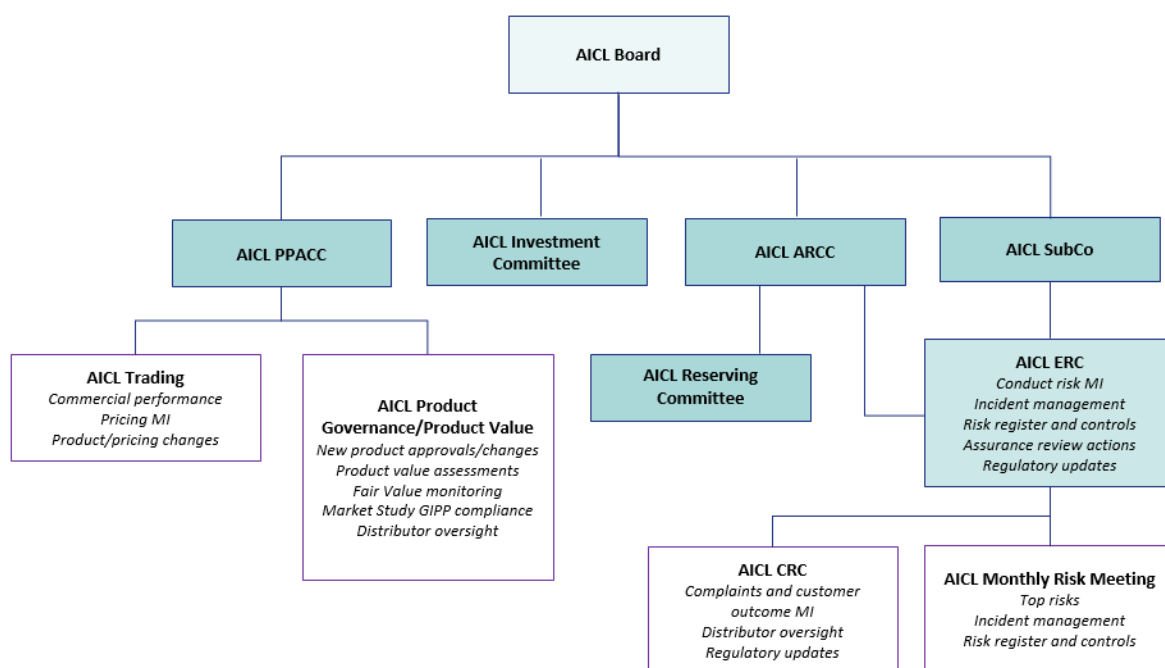 AICL Board
AICL PPACC
AICL Investment
Committee
AICL ARCC
AICL SubCo
AICL Trading
Commercial performance
Pricing MI
Product/pricing changes
AICL Product
Governance/Product Value
New product approvals/changes
Product value assessments
Fair Value monitoring
Market Study GIPP compliance
Distributor oversight
AICL Reserving
Committee
AICL ERC
Conduct risk MI
Incident management
Risk register and controls
Assurance review actions
Regulatory updates
AICL CRC
Complaints and customer
outcome MI
Distributor oversight
Regulatory updates
AICL Monthly Risk Meeting
Top risks
Incident management
Risk register and controls